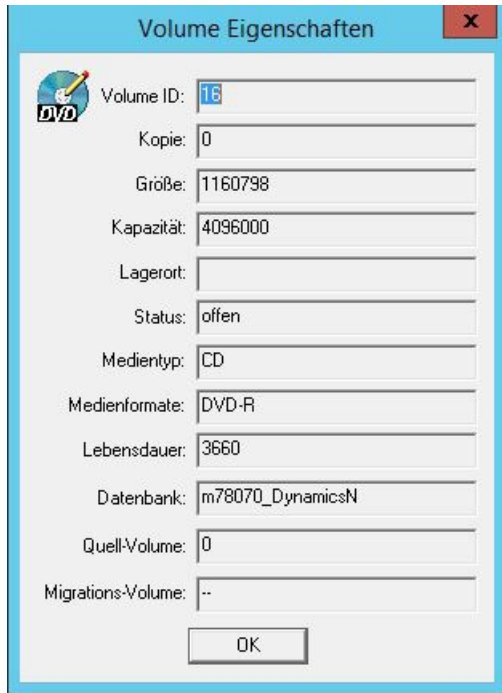 Volume Eigenschaften
x
DVD
Volume ID: 16
Kopie: 0
Größe: 1160798
Kapazität: 4096000
Lagerort:
Status: offen
Medientyp: CD
Medienformate: DVD-R
Lebensdauer: 3660
Datenbank: m78070_DynamicsN
Quell-Volume: 0
Migrations-Volume: --
OK